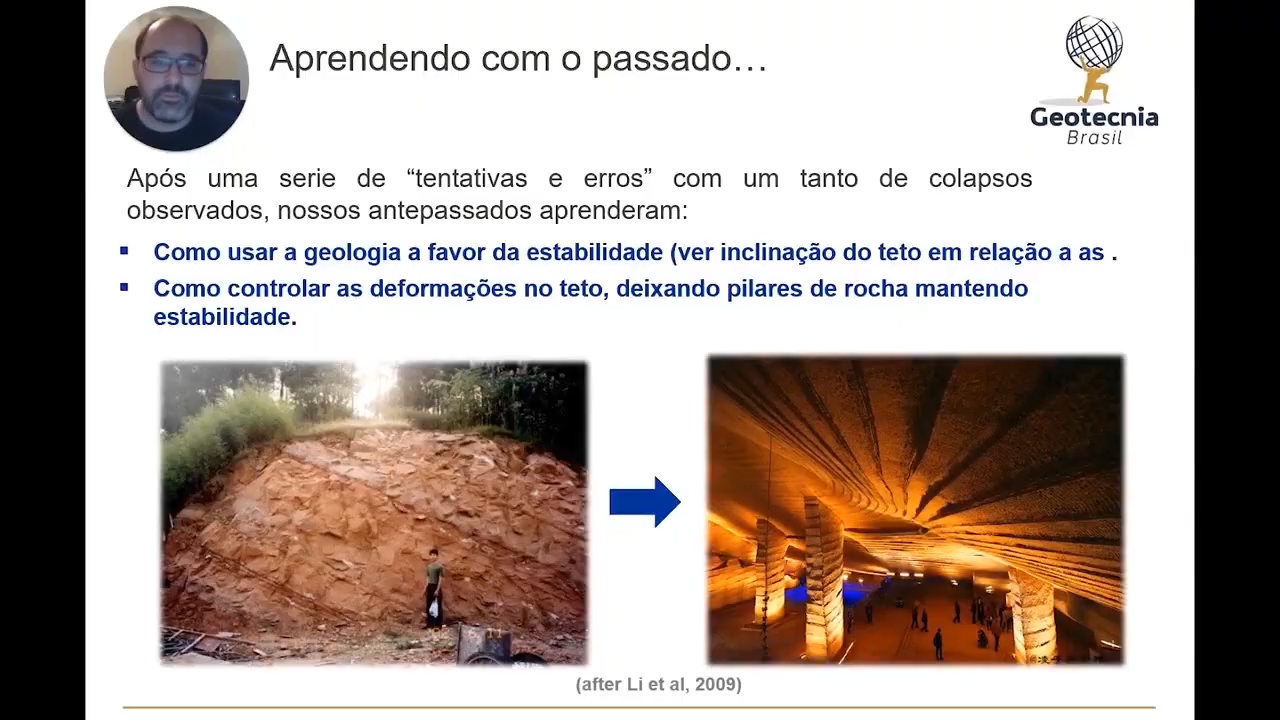 Aprendendo com o passado…
Geotecnia
Brasil
Após uma serie de “tentativas e erros” com um tanto de colapsos
observados, nossos antepassados aprenderam:
Como usar a geologia a favor da estabilidade (ver inclinação do teto em relação a as .
Como controlar as deformações no teto, deixando pilares de rocha mantendo
estabilidade.
(after Li et al, 2009)